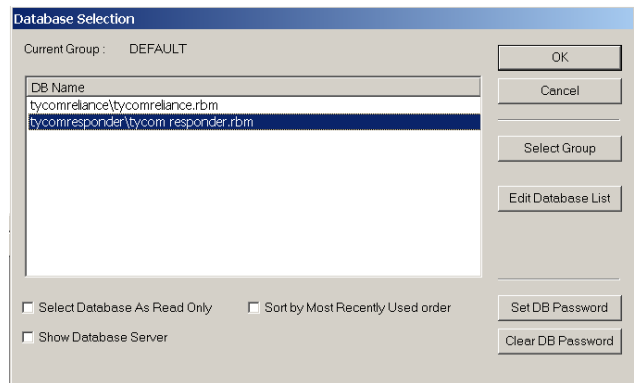 Database Selection
Current Group : DEFAULT
DB Name
tycomreliance\tycomreliance.rbm
tycomresponder\tycom responder.rbm
OK
Cancel
Select Group
Edit Database List
Select Database As Read Only
Sort by Most Recently Used order
Show Database Server
Set DB Password
Clear DB Password